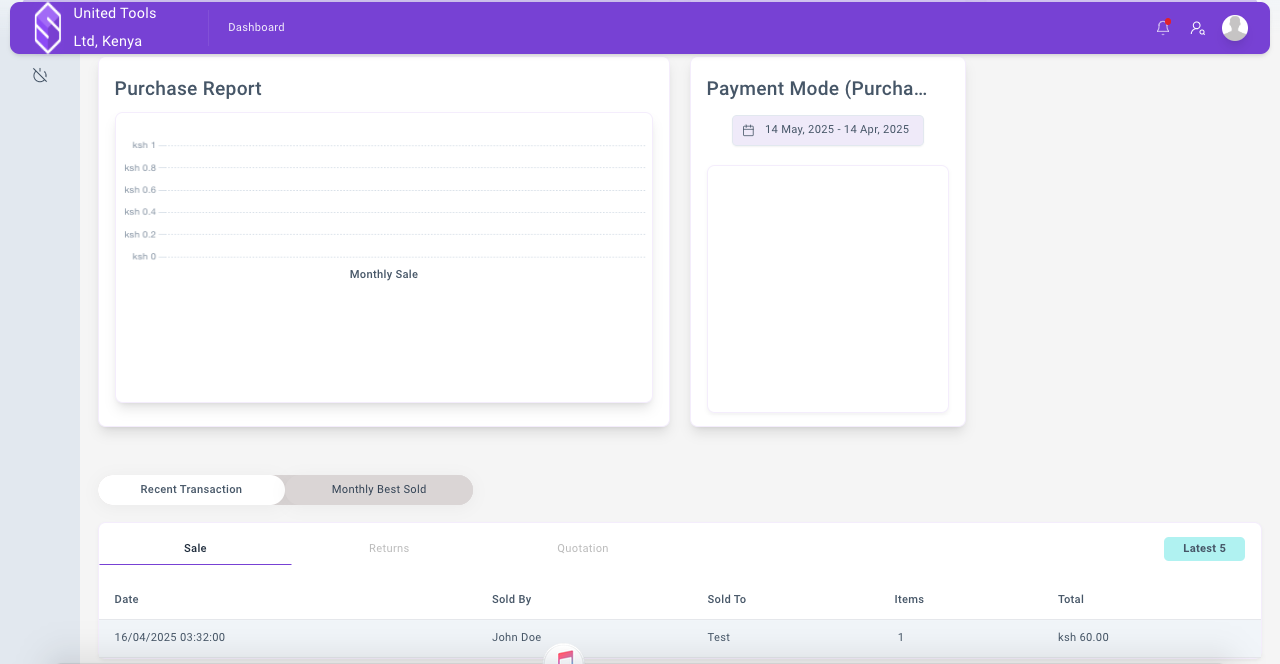 United Tools
Ltd, Kenya
Dashboard
Purchase Report
Payment Mode (Purcha…
14 May, 2025 - 14 Apr, 2025
ksh 1
ksh 0.8
ksh 0.6
ksh 0.4
ksh 0.2
ksh 0
Monthly Sale
Recent Transaction
Monthly Best Sold
Sale
Returns
Quotation
Latest 5
Date Sold By Sold To Items Total
16/04/2025 03:32:00 John Doe Test 1 ksh 60.00